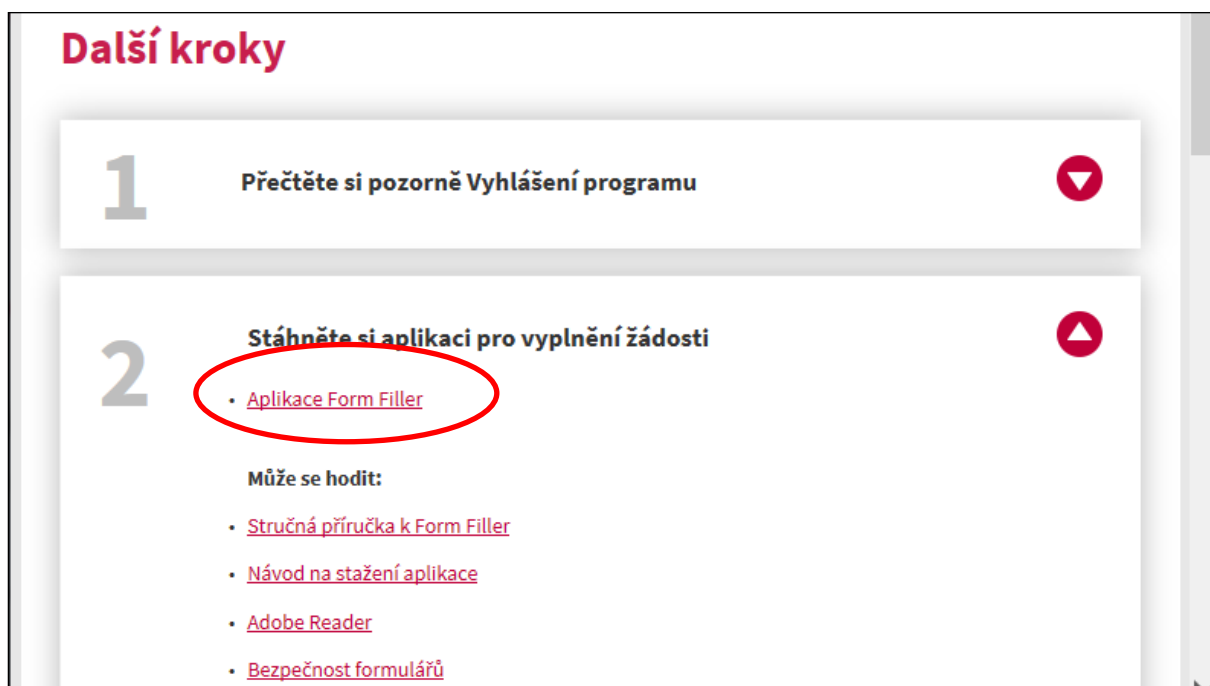 Další kroky
1
Přečtěte si pozorně Vyhlášení programu
2
Stáhněte si aplikaci pro vyplnění žádosti
• Aplikace Form Filler
Může se hodit:
• Stručná příručka k Form Filler
• Návod na stažení aplikace
• Adobe Reader
• Bezpečnost formulářů